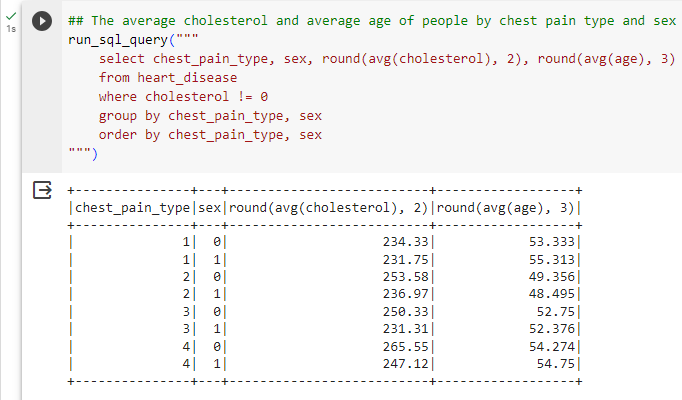 ## The average cholesterol and average age of people by chest pain type and sex
1s
run_sql_query("""
select chest_pain_type, sex, round(avg(cholesterol), 2), round(avg(age), 3)
from heart_disease
where cholesterol != 0
group by chest_pain_type, sex
order by chest_pain_type, sex
""")
+---------------+---+--------------------------+------------------+
|chest_pain_type|sex|round(avg(cholesterol), 2)|round(avg(age), 3)|
+---------------+---+--------------------------+------------------+
|              1|  0|                    234.33|            53.333|
|              1|  1|                    231.75|            55.313|
|              2|  0|                    253.58|            49.356|
|              2|  1|                    236.97|            48.495|
|              3|  0|                    250.33|             52.75|
|              3|  1|                    231.31|            52.376|
|              4|  0|                    265.55|            54.274|
|              4|  1|                    247.12|             54.75|
+---------------+---+--------------------------+------------------+